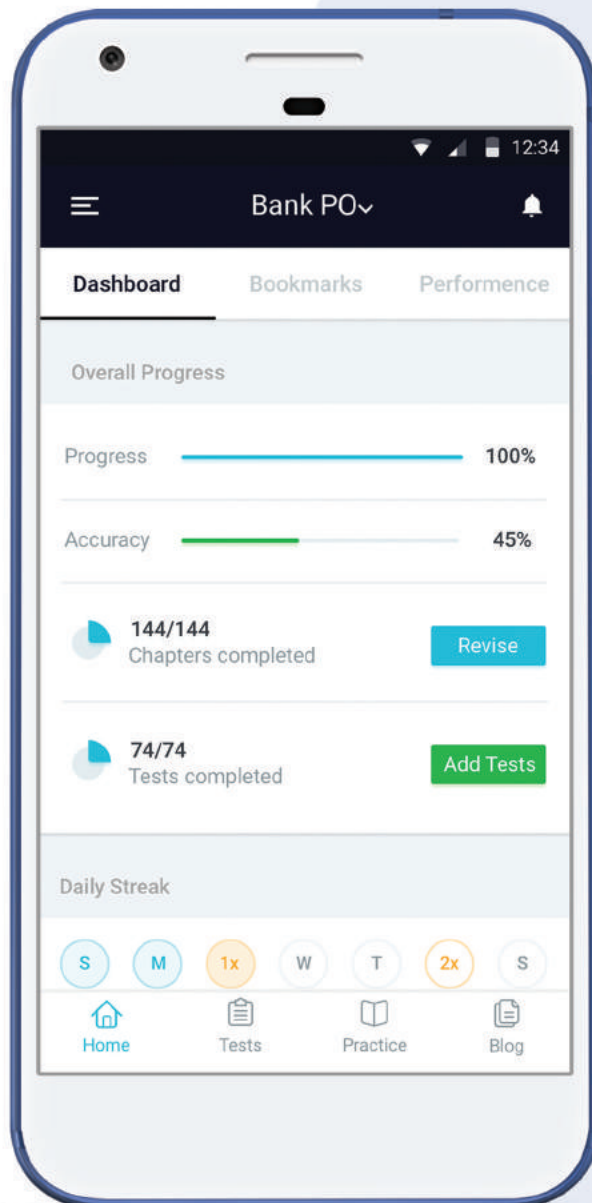 12:34
Bank PO
Dashboard Bookmarks Performence
Overall Progress
Progress 100%
Accuracy 45%
144/144
Chapters completed
Revise
74/74
Tests completed
Add Tests
Daily Streak
S M 1x W T 2x S
Home Tests Practice Blog